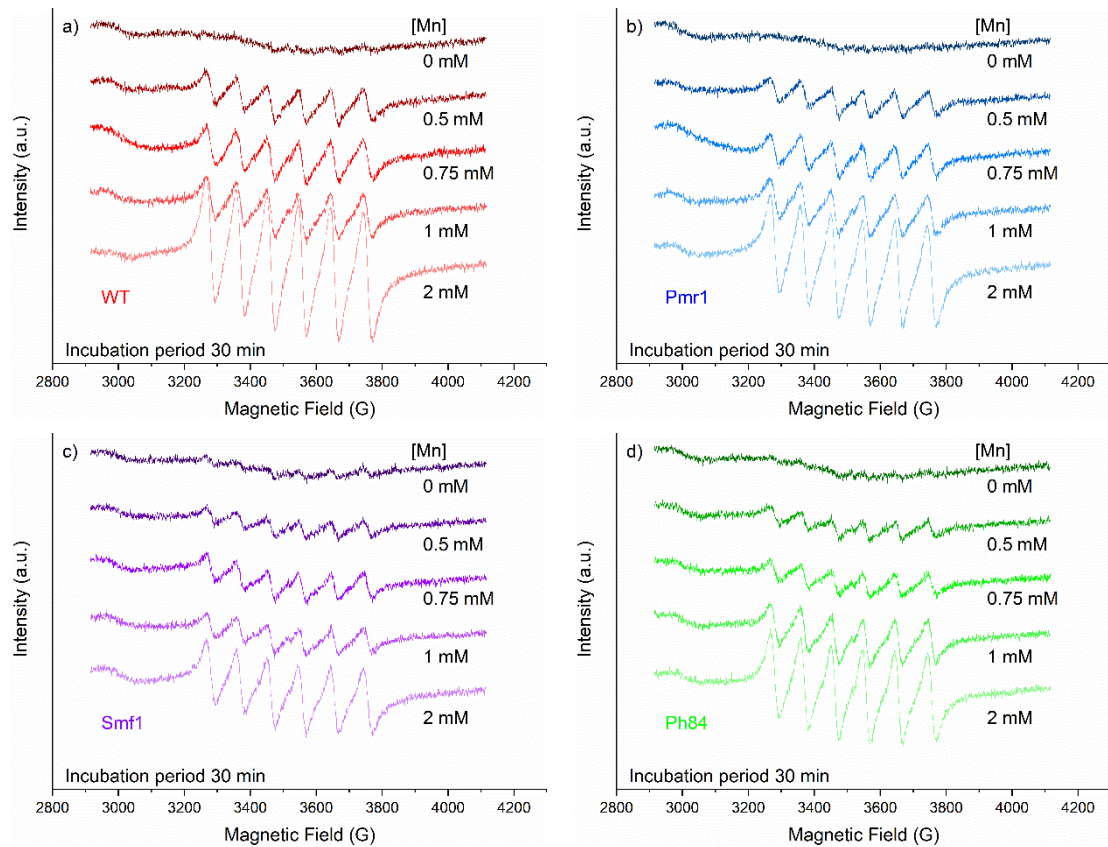 a)
[Mn]
0 mM
0.5 mM
0.75 mM
1 mM
2 mM
WT
Incubation period 30 min
Intensity (a.u.)
2800 3000 3200 3400 3600 3800 4000 4200
Magnetic Field (G)
b)
[Mn]
0 mM
0.5 mM
0.75 mM
1 mM
2 mM
Pmr1
Incubation period 30 min
Intensity (a.u.)
2800 3000 3200 3400 3600 3800 4000 4200
Magnetic Field (G)
c)
[Mn]
0 mM
0.5 mM
0.75 mM
1 mM
2 mM
Smf1
Incubation period 30 min
Intensity (a.u.)
2800 3000 3200 3400 3600 3800 4000 4200
Magnetic Field (G)
d)
[Mn]
0 mM
0.5 mM
0.75 mM
1 mM
2 mM
Ph84
Incubation period 30 min
Intensity (a.u.)
2800 3000 3200 3400 3600 3800 4000 4200
Magnetic Field (G)